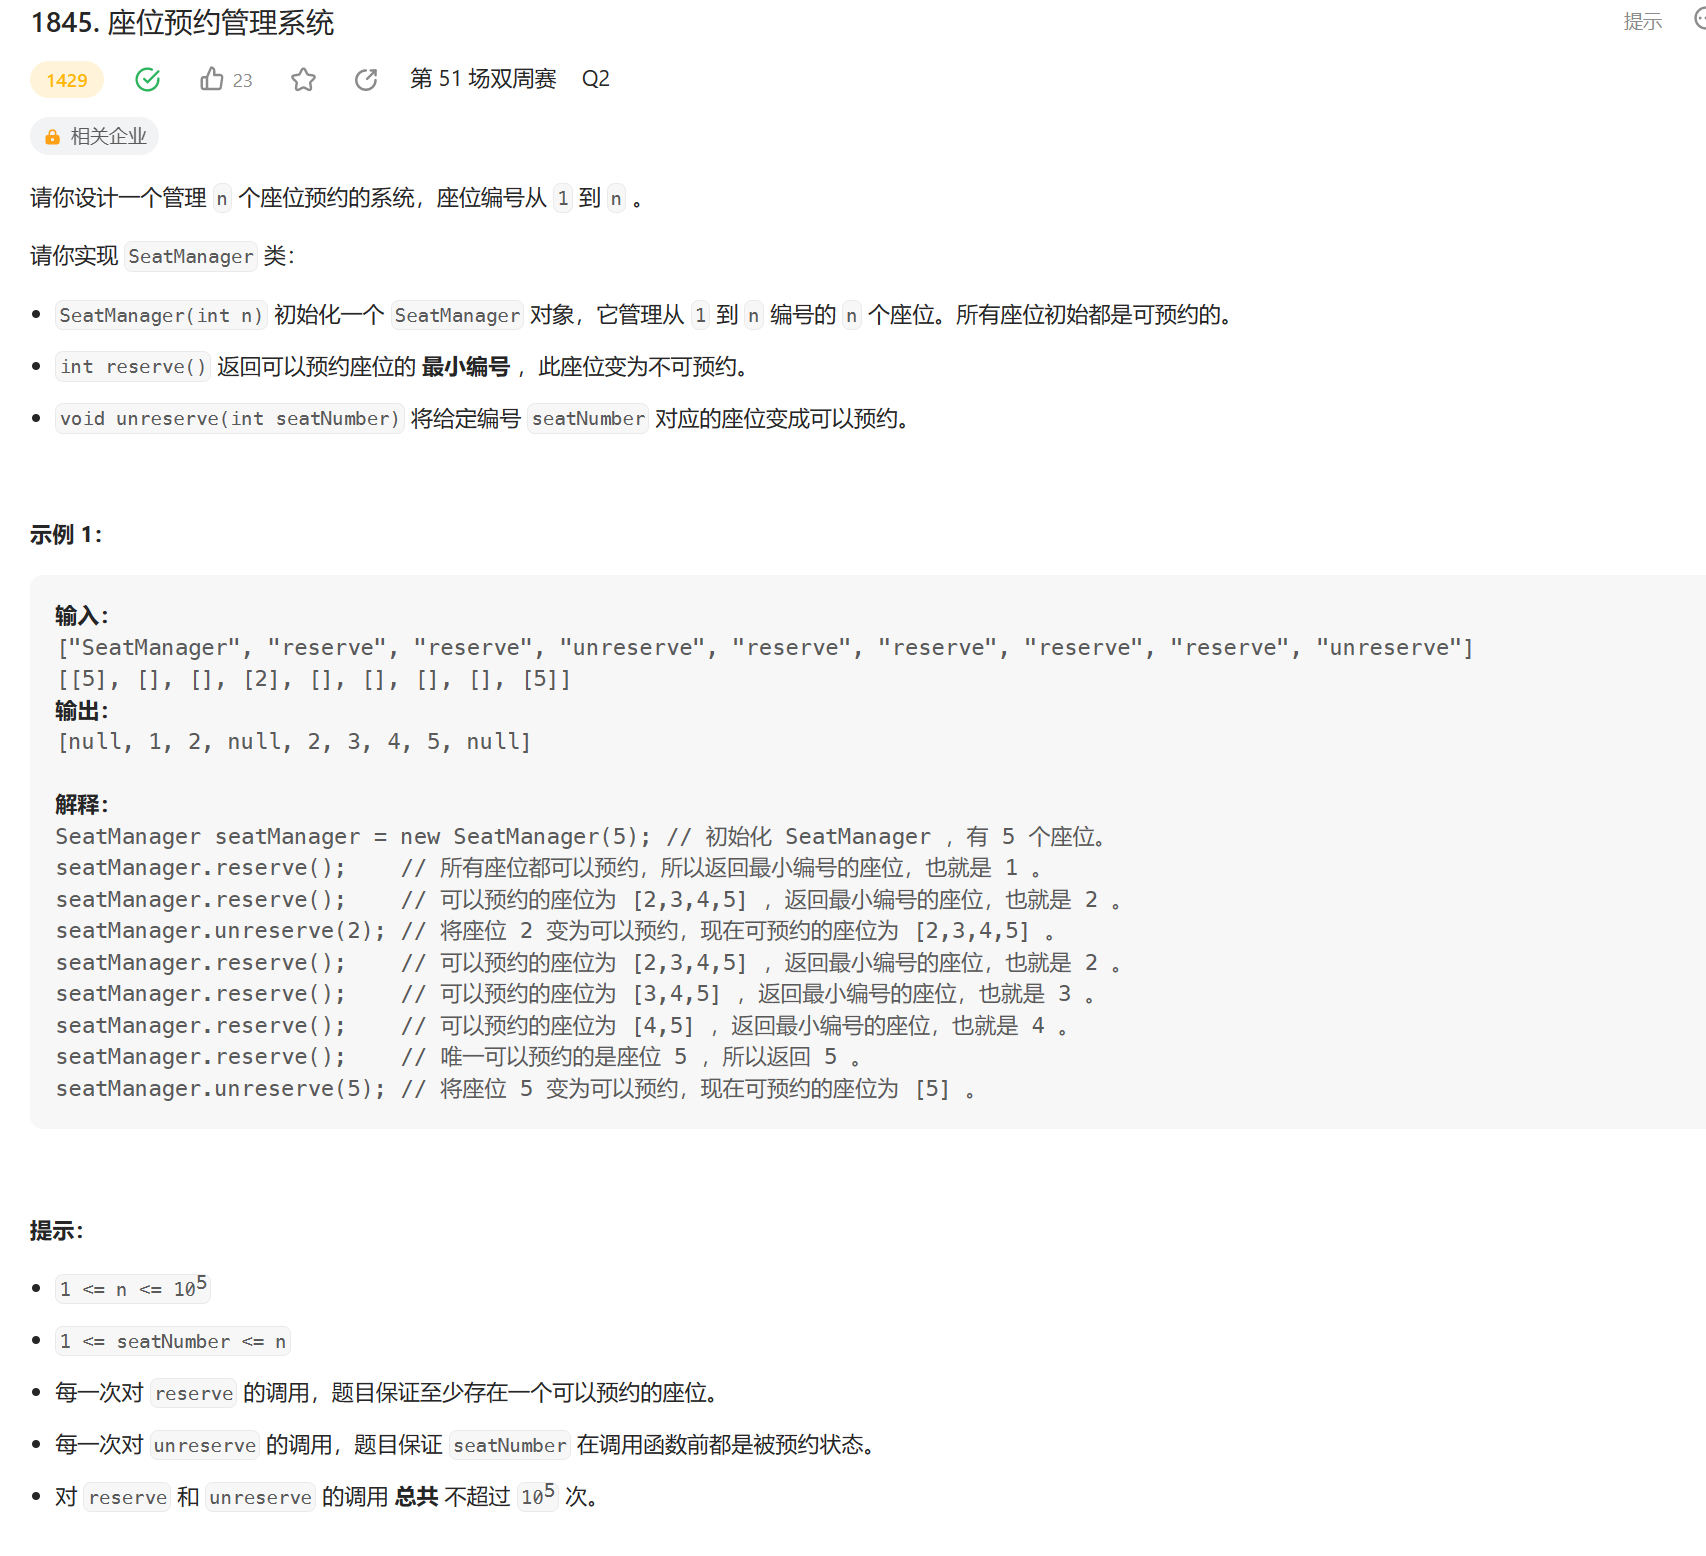 1845. 座位预约管理系统
提示
1429 23 第 51 场双周赛 Q2
相关企业
请你设计一个管理 n 个座位预约的系统，座位编号从 1 到 n 。
请你实现 SeatManager 类：
• SeatManager(int n) 初始化一个 SeatManager 对象，它管理从 1 到 n 编号的 n 个座位。所有座位初始都是可预约的。
• int reserve() 返回可以预约座位的 最小编号 ，此座位变为不可预约。
• void unreserve(int seatNumber) 将给定编号 seatNumber 对应的座位变成可以预约。
示例 1：
输入：
["SeatManager", "reserve", "reserve", "unreserve", "reserve", "reserve", "reserve", "reserve", "unreserve"]
[[5], [], [], [2], [], [], [], [], [5]]
输出：
[null, 1, 2, null, 2, 3, 4, 5, null]
解释：
SeatManager seatManager = new SeatManager(5); // 初始化 SeatManager ，有 5 个座位。
seatManager.reserve();    // 所有座位都可以预约，所以返回最小编号的座位，也就是 1 。
seatManager.reserve();    // 可以预约的座位为 [2,3,4,5] ，返回最小编号的座位，也就是 2 。
seatManager.unreserve(2); // 将座位 2 变为可以预约，现在可预约的座位为 [2,3,4,5] 。
seatManager.reserve();    // 可以预约的座位为 [2,3,4,5] ，返回最小编号的座位，也就是 2 。
seatManager.reserve();    // 可以预约的座位为 [3,4,5] ，返回最小编号的座位，也就是 3 。
seatManager.reserve();    // 可以预约的座位为 [4,5] ，返回最小编号的座位，也就是 4 。
seatManager.reserve();    // 唯一可以预约的是座位 5 ，所以返回 5 。
seatManager.unreserve(5); // 将座位 5 变为可以预约，现在可预约的座位为 [5] 。
提示：
• 1 <= n <= 10⁵
• 1 <= seatNumber <= n
• 每一次对 reserve 的调用，题目保证至少存在一个可以预约的座位。
• 每一次对 unreserve 的调用，题目保证 seatNumber 在调用函数前都是被预约状态。
• 对 reserve 和 unreserve 的调用 总共 不超过 10⁵ 次。